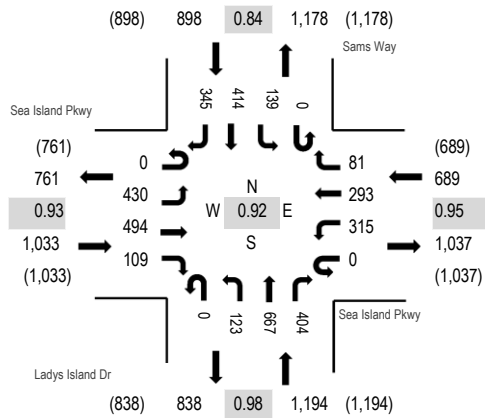 (898) 898 0.84 1,178 (1,178)
Sams Way
345 414 139 0
Sea Island Pkwy
(761) 0 81 (689)
761 430 293 689
0.93 494 315 0.95
1,033 109 0 1,037
(1,033) (1,037)
N
W 0.92 E
S
0 123 667 404
Sea Island Pkwy
Ladys Island Dr
(838) 838 0.98 1,194 (1,194)